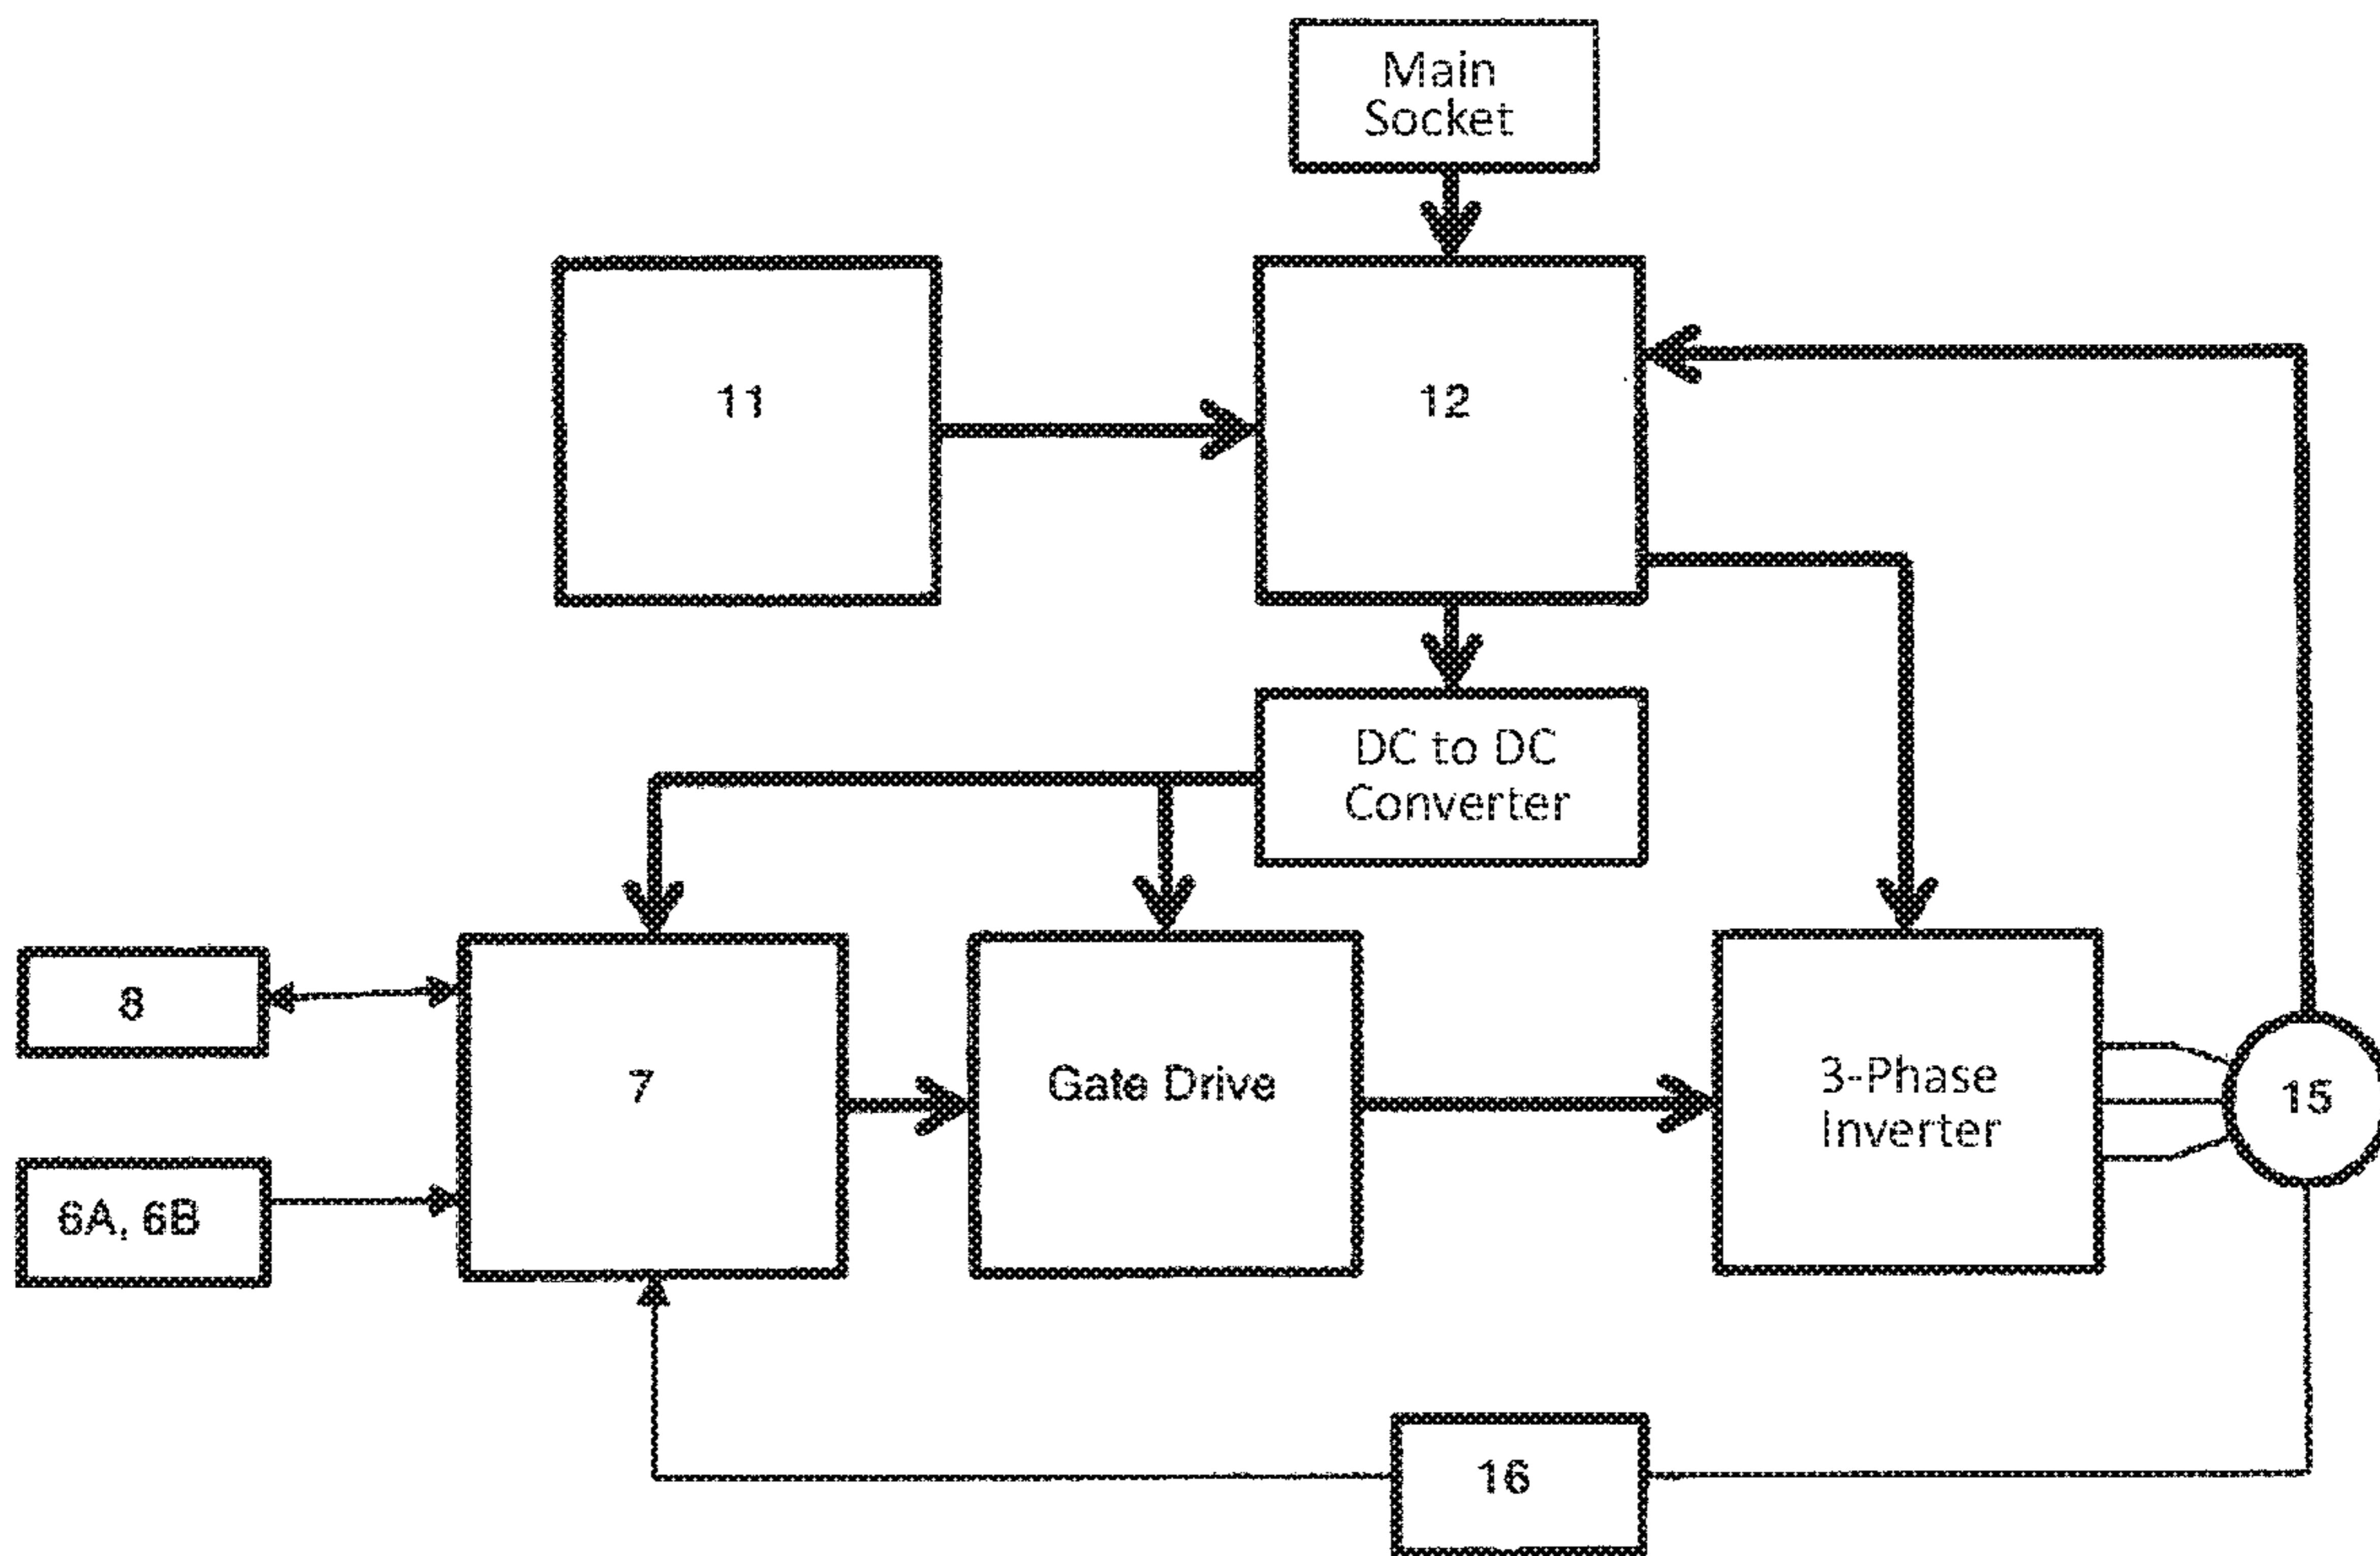 Main
Socket
11
12
DC to DC
Converter
8
7
Gate Drive
3-Phase
Inverter
15
6A, 6B
16